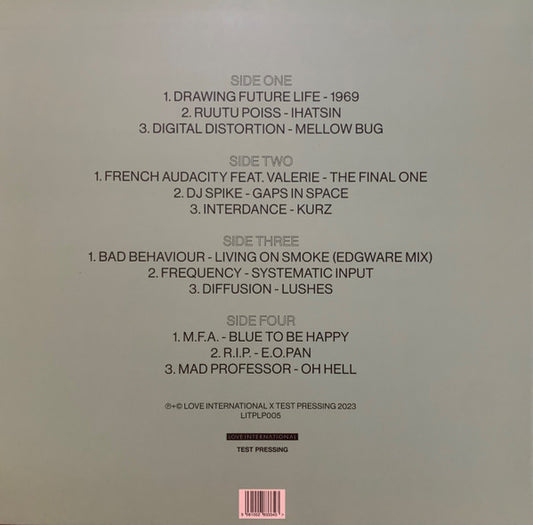 SIDE ONE
1. DRAWING FUTURE LIFE - 1969
2. RUUTU POISS - IHATSIN
3. DIGITAL DISTORTION - MELLOW BUG
SIDE TWO
1. FRENCH AUDACITY FEAT. VALERIE - THE FINAL ONE
2. DJ SPIKE - GAPS IN SPACE
3. INTERDANCE - KURZ
SIDE THREE
1. BAD BEHAVIOUR - LIVING ON SMOKE (EDGWARE MIX)
2. FREQUENCY - SYSTEMATIC INPUT
3. DIFFUSION - LUSHES
SIDE FOUR
1. M.F.A. - BLUE TO BE HAPPY
2. R.I.P. - E.O.PAN
3. MAD PROFESSOR - OH HELL
℗+© LOVE INTERNATIONAL X TEST PRESSING 2023
LITPLP005
LOVE INTERNATIONAL
TEST PRESSING